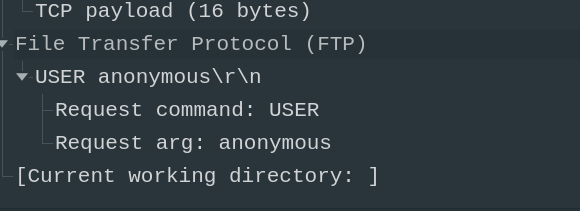 TCP payload (16 bytes)
File Transfer Protocol (FTP)
USER anonymous\r\n
Request command: USER
Request arg: anonymous
[Current working directory: ]